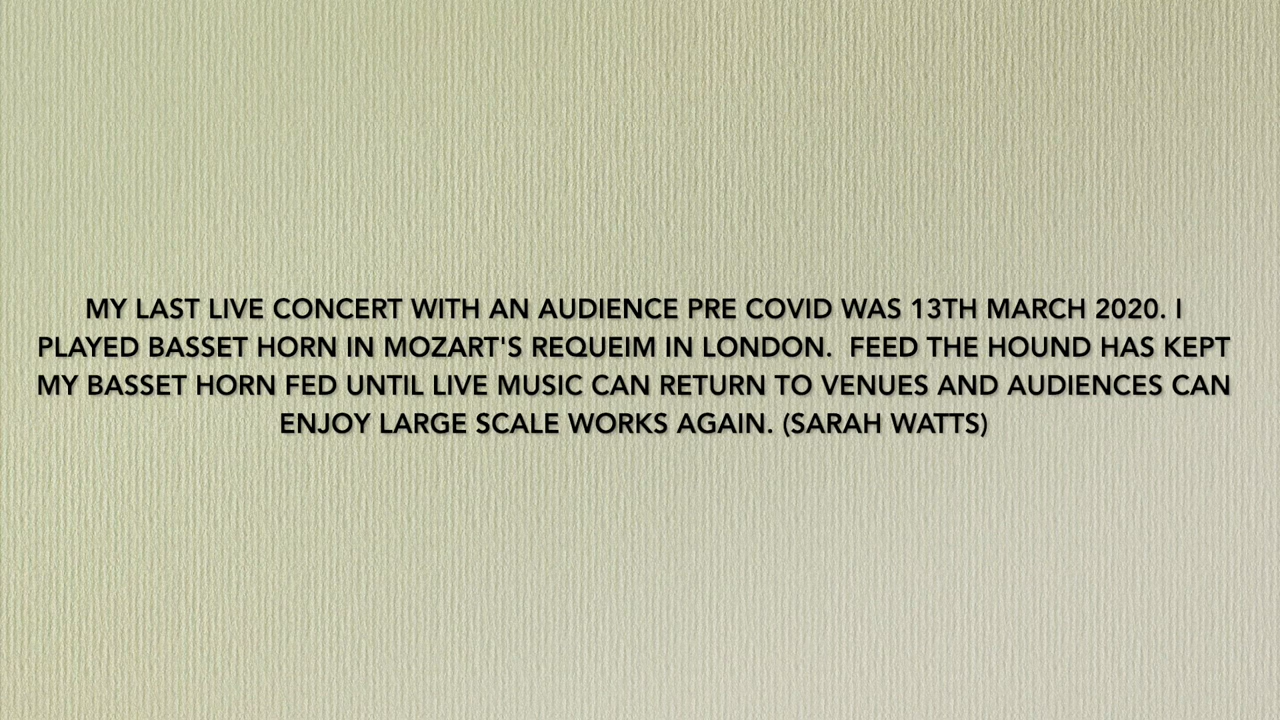 MY LAST LIVE CONCERT WITH AN AUDIENCE PRE COVID WAS 13TH MARCH 2020. I
PLAYED BASSET HORN IN MOZART'S REQUEIM IN LONDON.  FEED THE HOUND HAS KEPT
MY BASSET HORN FED UNTIL LIVE MUSIC CAN RETURN TO VENUES AND AUDIENCES CAN
ENJOY LARGE SCALE WORKS AGAIN. (SARAH WATTS)